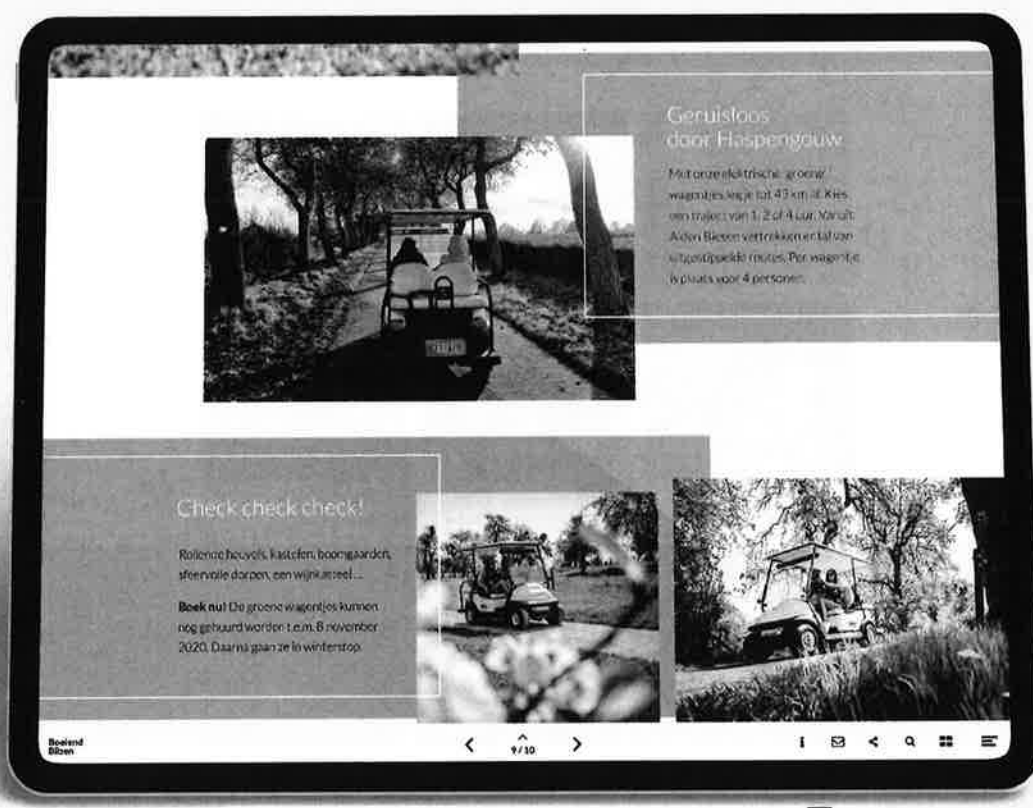 Geruisloos
door Haspengouw
Met onze elektrische 'groene'
wagentjes leg je tot 45 km af. Kies
een traject van 1, 2 of 4 uur. Vanuit
Alden Biesen vertrekken er tal van
uitgestippelde routes. Per wagentje
is plaats voor 4 personen.
Check check check!
Rollende heuvels, kastelen, boomgaarden,
sfeervolle dorpen, een wijnkasteel ...
Boek nu! De groene wagentjes kunnen
nog gehuurd worden t.e.m. 8 november
2020. Daarna gaan ze in winterstop.
Boeiend
Bilzen
9 / 10